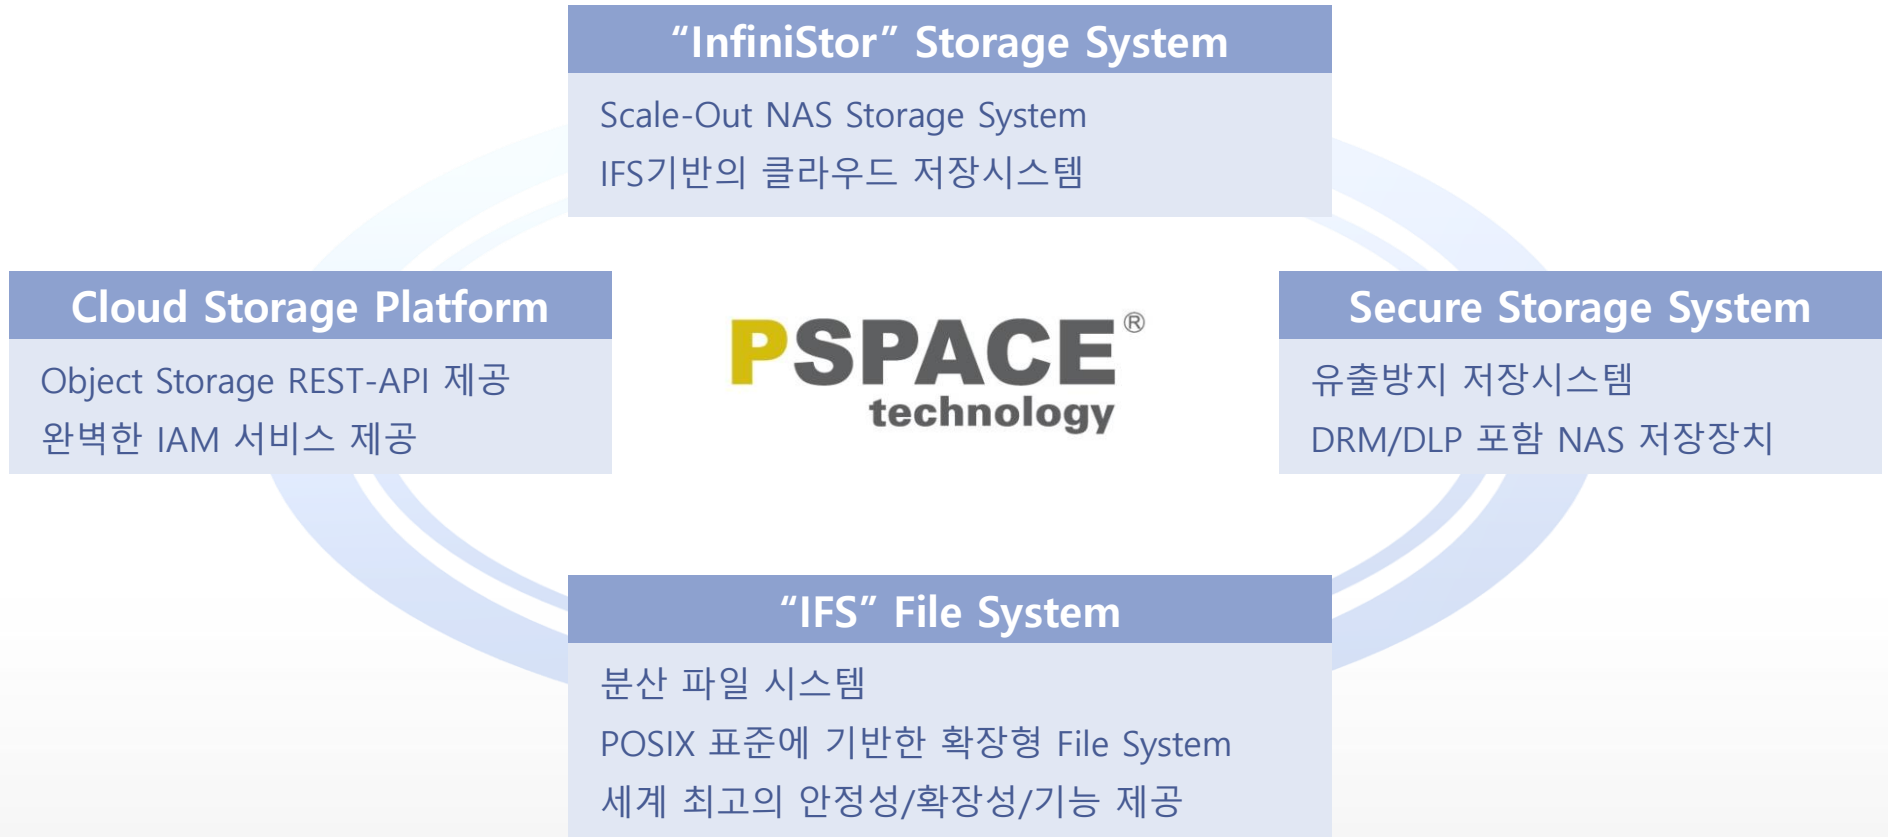 “InfiniStor” Storage System
Scale-Out NAS Storage System
IFS기반의 클라우드 저장시스템
Cloud Storage Platform
Object Storage REST-API 제공
완벽한 IAM 서비스 제공
PSPACE®
technology
Secure Storage System
유출방지 저장시스템
DRM/DLP 포함 NAS 저장장치
“IFS” File System
분산 파일 시스템
POSIX 표준에 기반한 확장형 File System
세계 최고의 안정성/확장성/기능 제공